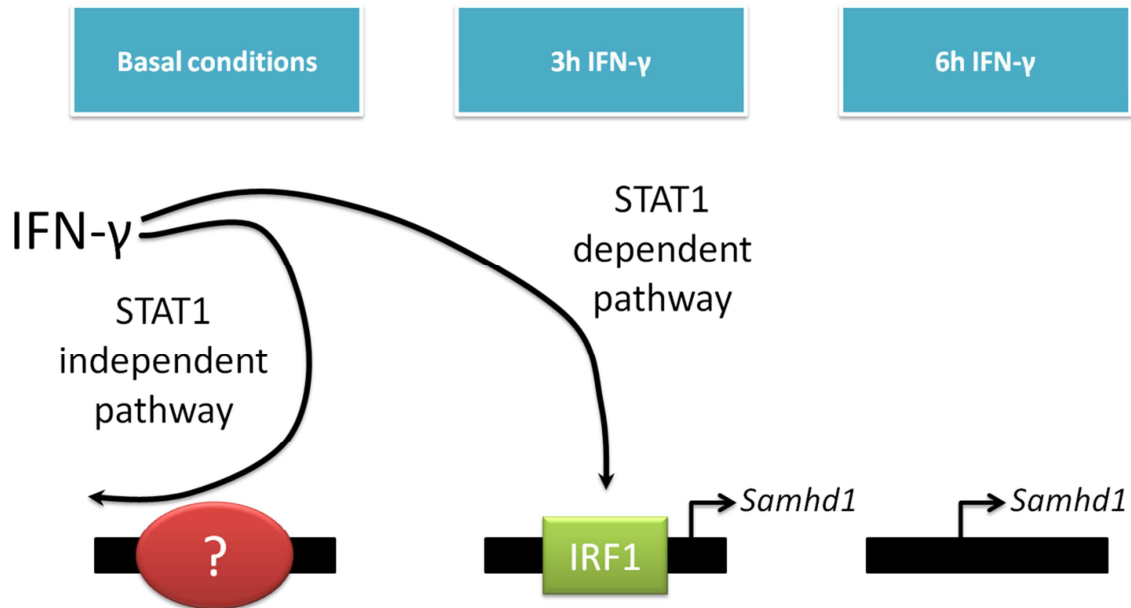 Basal conditions
3h IFN-γ
6h IFN-γ
IFN-γ
STAT1
independent
pathway
STAT1
dependent
pathway
?
IRF1
Samhd1
Samhd1